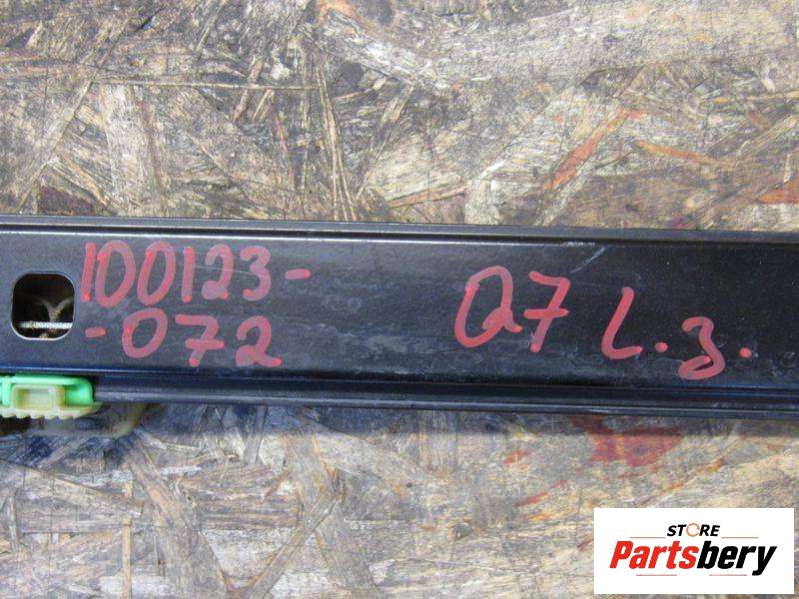 100123-
-072
Q7 L.з.
STORE
Partsbery